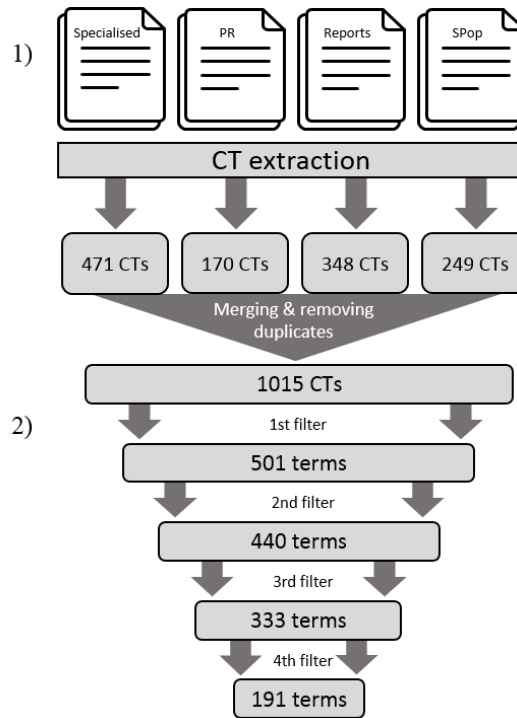 1)
Specialised
PR
Reports
SPop
CT extraction
471 CTs
170 CTs
348 CTs
249 CTs
Merging & removing
duplicates
1015 CTs
2)
1st filter
501 terms
2nd filter
440 terms
3rd filter
333 terms
4th filter
191 terms